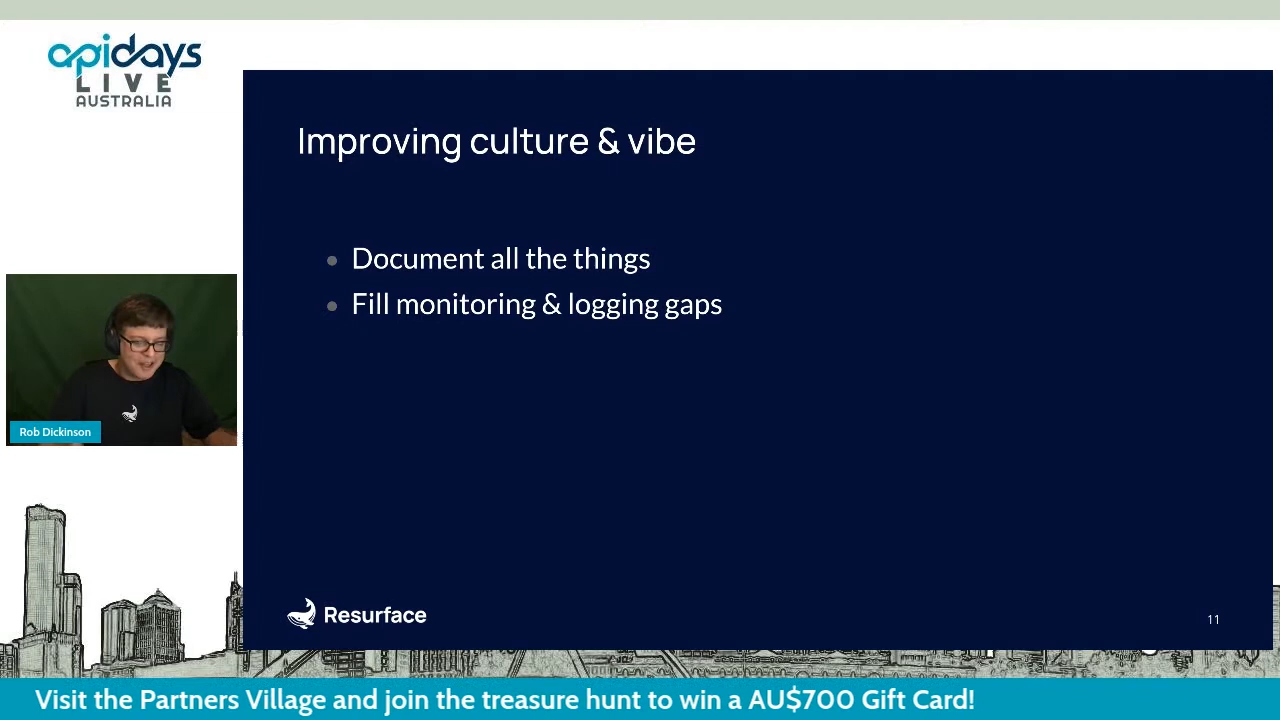 apidays
LIVE
AUSTRALIA
Improving culture & vibe
Document all the things
Fill monitoring & logging gaps
Rob Dickinson
Resurface
11
Visit the Partners Village and join the treasure hunt to win a AU$700 Gift Card!